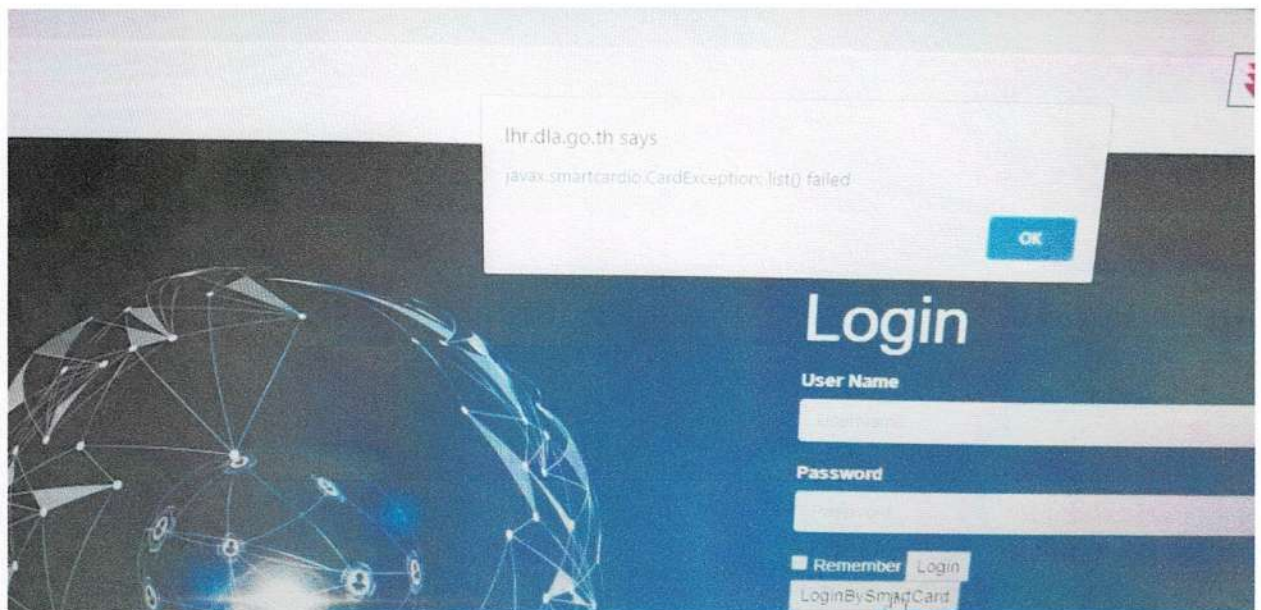 lhr.dla.go.th says
javax.smartcardio.CardException: list() failed
OK
Login
User Name
Password
Remember Login
LoginBySmartCard